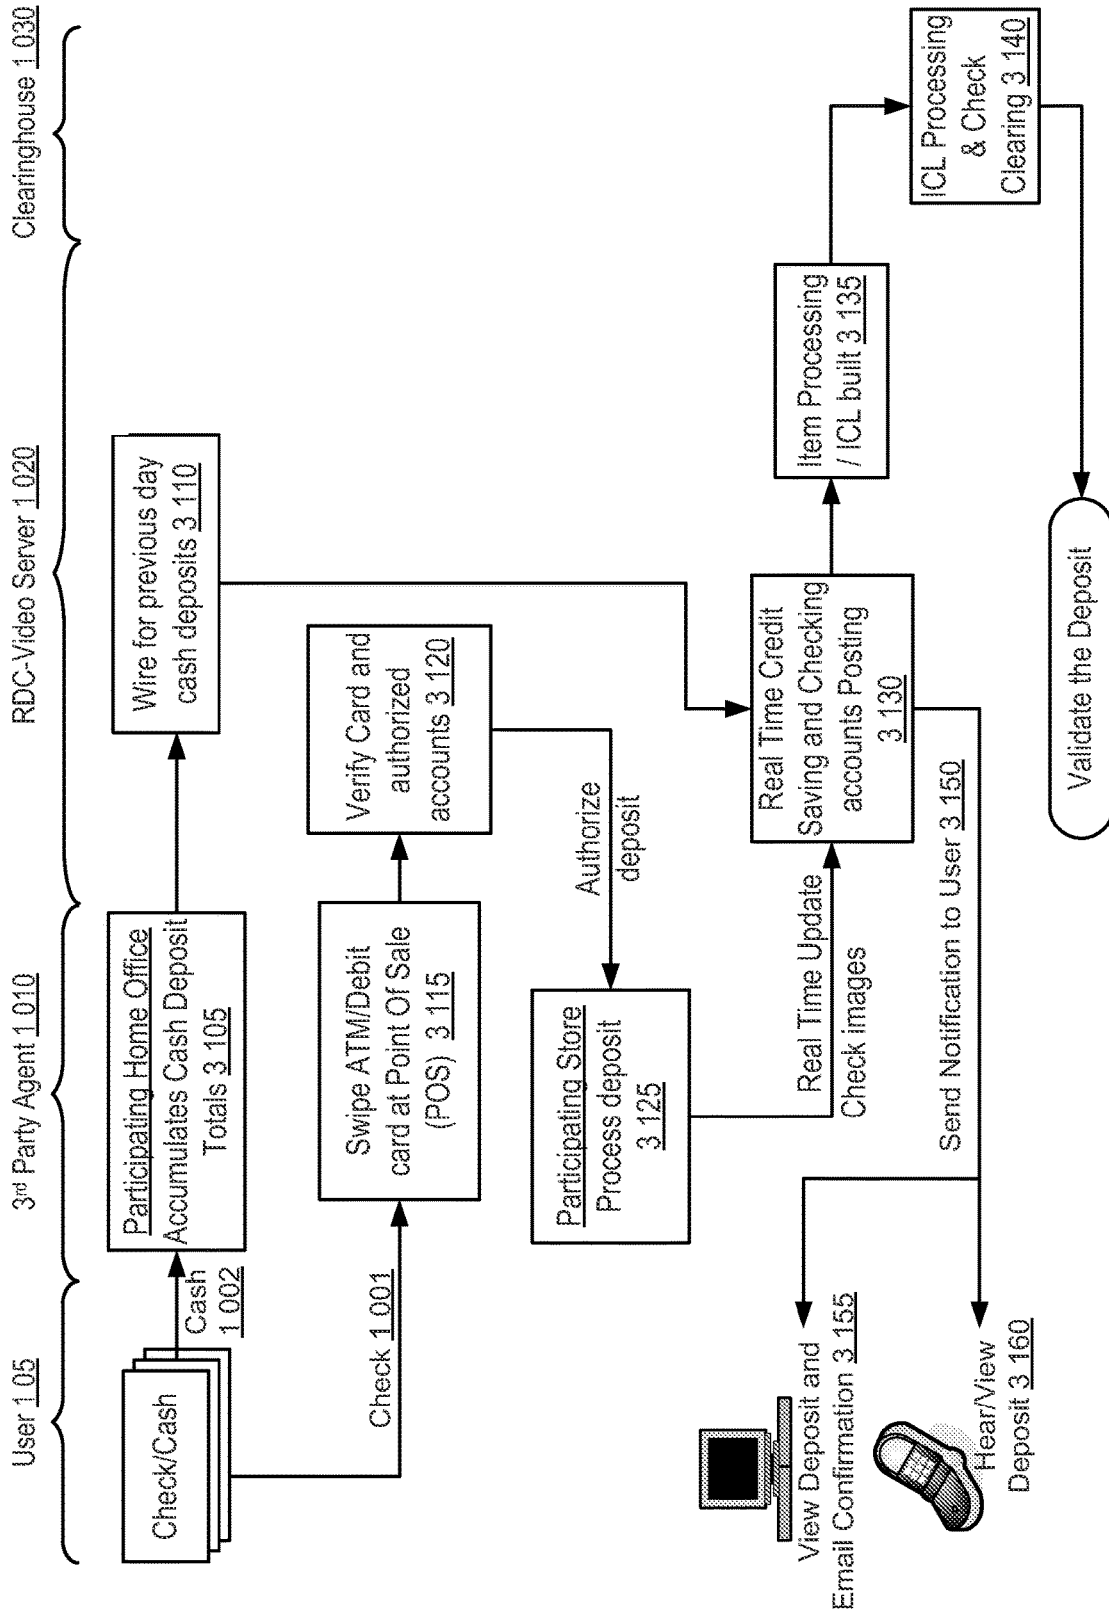 User 1 05
3rd Party Agent 1 010
RDC-Video Server 1 020
Clearinghouse 1 030
Check/Cash
Cash
1 002
Participating Home Office
Accumulates Cash Deposit
Totals 3 105
Wire for previous day
cash deposits 3 110
Check 1 001
Swipe ATM/Debit
card at Point Of Sale
(POS) 3 115
Verify Card and
authorized
accounts 3 120
Authorize
deposit
Participating Store
Process deposit
3 125
Real Time Update
Check images
Real Time Credit
Saving and Checking
accounts Posting
3 130
Item Processing
/ ICL built 3 135
ICL Processing
& Check
Clearing 3 140
Send Notification to User 3 150
View Deposit and
Email Confirmation 3 155
Hear/View
Deposit 3 160
Validate the Deposit